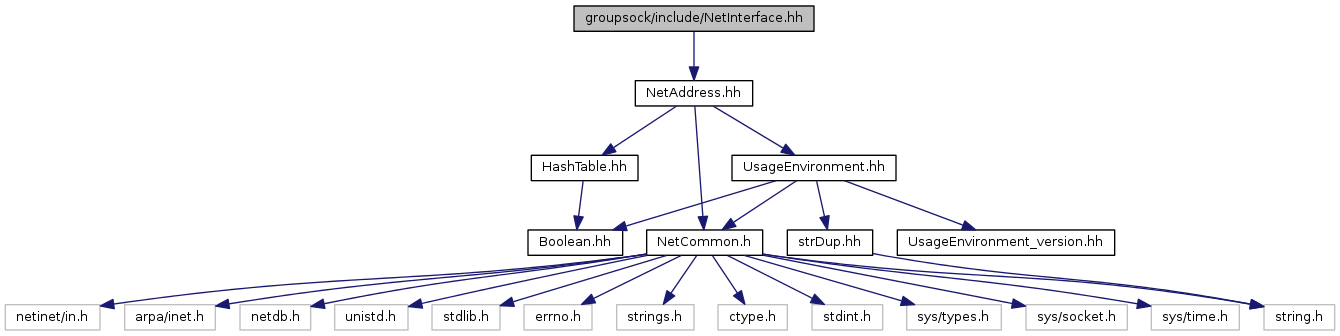 groupsock/include/NetInterface.hh
NetAddress.hh
HashTable.hh
UsageEnvironment.hh
Boolean.hh
NetCommon.h
strDup.hh
UsageEnvironment_version.hh
netinet/in.h
arpa/inet.h
netdb.h
unistd.h
stdlib.h
errno.h
strings.h
ctype.h
stdint.h
sys/types.h
sys/socket.h
sys/time.h
string.h